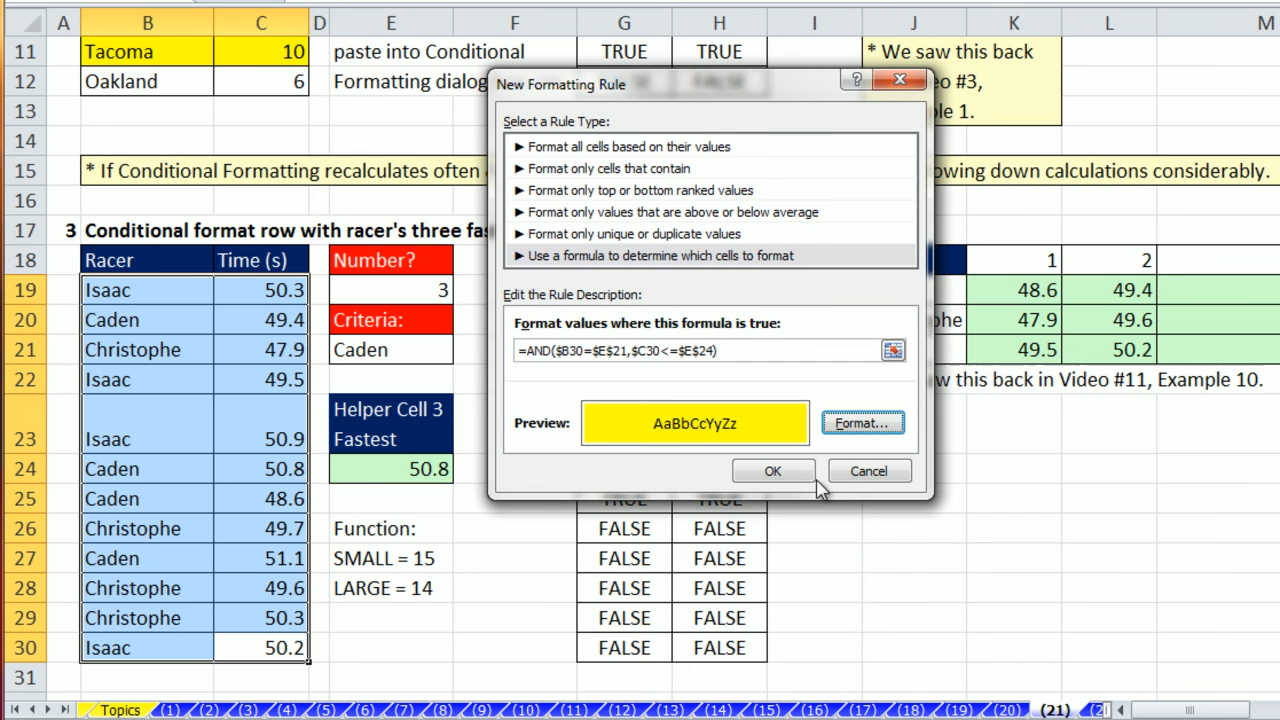 A B C D E F G H I J K L M
11 Tacoma 10 paste into Conditional TRUE TRUE * We saw this back
12 Oakland 6 Formatting dialog FALSE
13
14
15 * If Conditional Formatting recalculates often owing down calculations considerably.
16
17 3 Conditional format row with racer's three fas
18 Racer Time (s) Number? 1 2
19 Isaac 50.3 3 48.6 49.4
20 Caden 49.4 Criteria: 47.9 49.6
21 Christophe 47.9 Caden 49.5 50.2
22 Isaac 49.5 w this back in Video #11, Example 10.
Helper Cell 3
23 Isaac 50.9 Fastest
24 Caden 50.8 50.8
25 Caden 48.6 TRUE TRUE
26 Christophe 49.7 Function: FALSE FALSE
27 Caden 51.1 SMALL = 15 FALSE FALSE
28 Christophe 49.6 LARGE = 14 FALSE FALSE
29 Christophe 50.3 FALSE FALSE
30 Isaac 50.2 FALSE FALSE
31
New Formatting Rule
Select a Rule Type:
► Format all cells based on their values
► Format only cells that contain
► Format only top or bottom ranked values
► Format only values that are above or below average
► Format only unique or duplicate values
► Use a formula to determine which cells to format
Edit the Rule Description:
Format values where this formula is true:
=AND($B30=$E$21,$C30<=$E$24)
Preview: AaBbCcYyZz Format...
OK Cancel
Topics (1) (2) (3) (4) (5) (6) (7) (8) (9) (10) (11) (12) (13) (14) (15) (16) (17) (18) (19) (20) (21)